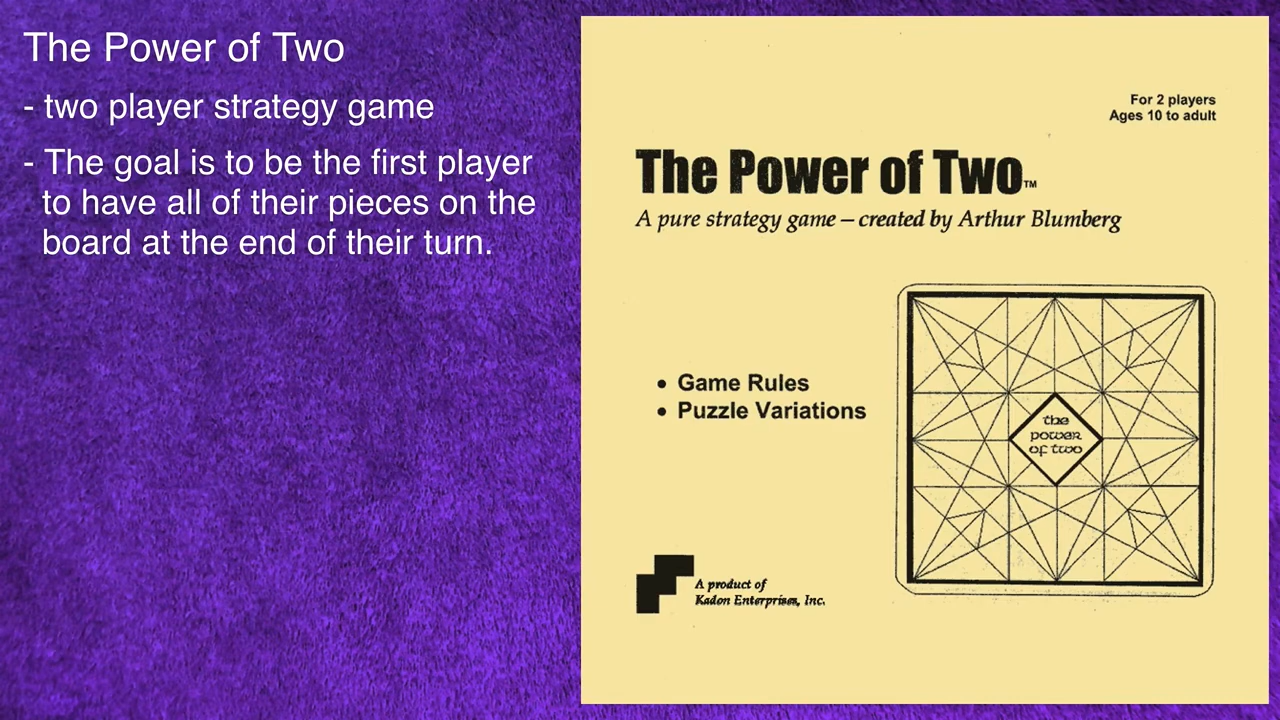 The Power of Two
- two player strategy game
- The goal is to be the first player
to have all of their pieces on the
board at the end of their turn.
For 2 players
Ages 10 to adult
The Power of Two™
A pure strategy game – created by Arthur Blumberg
• Game Rules
• Puzzle Variations
the
power
of two
A product of
Kadon Enterprises, Inc.